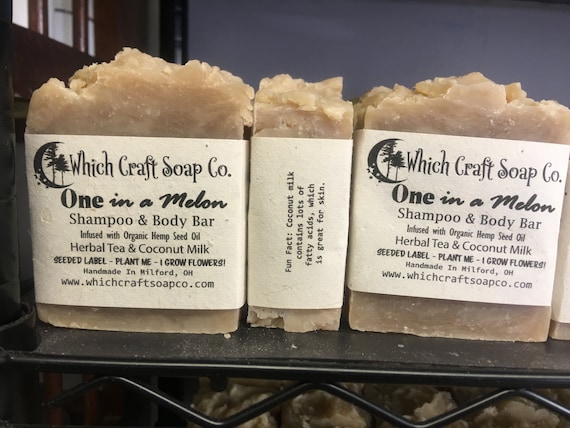 Which Craft Soap Co.
One in a Melon
Shampoo & Body Bar
Infused with Organic Hemp Seed Oil
Herbal Tea & Coconut Milk
SEEDED LABEL - PLANT ME - I GROW FLOWERS!
Handmade In Milford, OH
www.whichcraftsoapco.com
Fun Fact: Coconut milk
contains lots of
fatty acids, which
is great for skin.
Which Craft Soap Co.
One in a Melon
Shampoo & Body Bar
Infused with Organic Hemp Seed Oil
Herbal Tea & Coconut Milk
SEEDED LABEL - PLANT ME - I GROW FLOWERS!
Handmade In Milford, OH
www.whichcraftsoapco.com